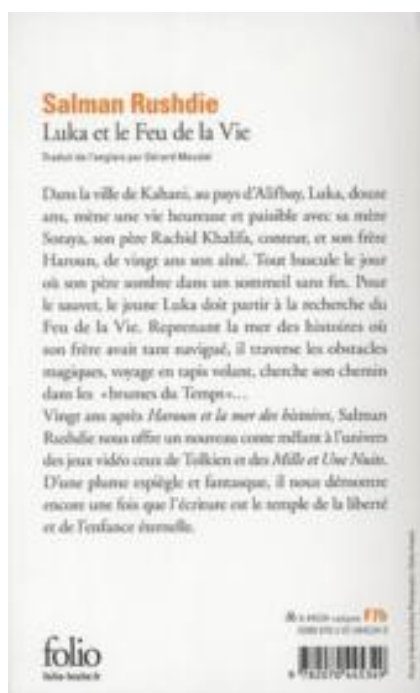 Salman Rushdie
Luka et le Feu de la Vie
Traduit de l'anglais par Gérard Meudal
Dans la ville de Kahani, au pays d'Alifbay, Luka, douze
ans, mène une vie heureuse et paisible avec sa mère
Soraya, son père Rachid Khalifa, conteur, et son frère
Haroun, de vingt ans son aîné. Tout bascule le jour
où son père sombre dans un sommeil sans fin. Pour
le sauver, le jeune Luka doit partir à la recherche du
Feu de la Vie. Reprenant la mer des histoires où
son frère avait tant navigué, il traverse les obstacles
magiques, voyage en tapis volant, cherche son chemin
dans les «brumes du Temps»...
Vingt ans après Haroun et la mer des histoires, Salman
Rushdie nous offre un nouveau conte mêlant à l'univers
des jeux vidéo ceux de Tolkien et des Mille et Une Nuits.
D'une plume espiègle et fantasque, il nous démontre
encore une fois que l'écriture est le temple de la liberté
et de l'enfance éternelle.
F7b
folio
folio-lesite.fr
9 782070 445349